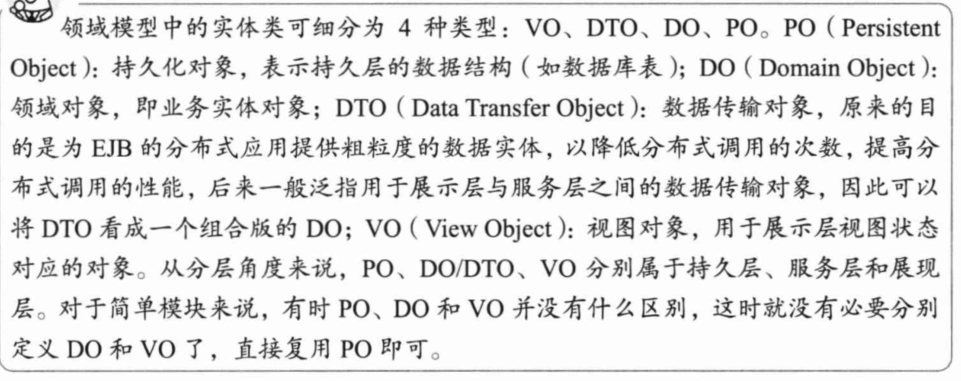 领域模型中的实体类可细分为 4 种类型：VO、DTO、DO、PO。PO（Persistent
Object）：持久化对象，表示持久层的数据结构（如数据库表）；DO（Domain Object）：
领域对象，即业务实体对象；DTO（Data Transfer Object）：数据传输对象，原来的目
的是为 EJB 的分布式应用提供粗粒度的数据实体，以降低分布式调用的次数，提高分
布式调用的性能，后来一般泛指用于展示层与服务层之间的数据传输对象，因此可以
将 DTO 看成一个组合版的 DO；VO（View Object）：视图对象，用于展示层视图状态
对应的对象。从分层角度来说，PO、DO/DTO、VO 分别属于持久层、服务层和展现
层。对于简单模块来说，有时 PO、DO 和 VO 并没有什么区别，这时就没有必要分别
定义 DO 和 VO 了，直接复用 PO 即可。